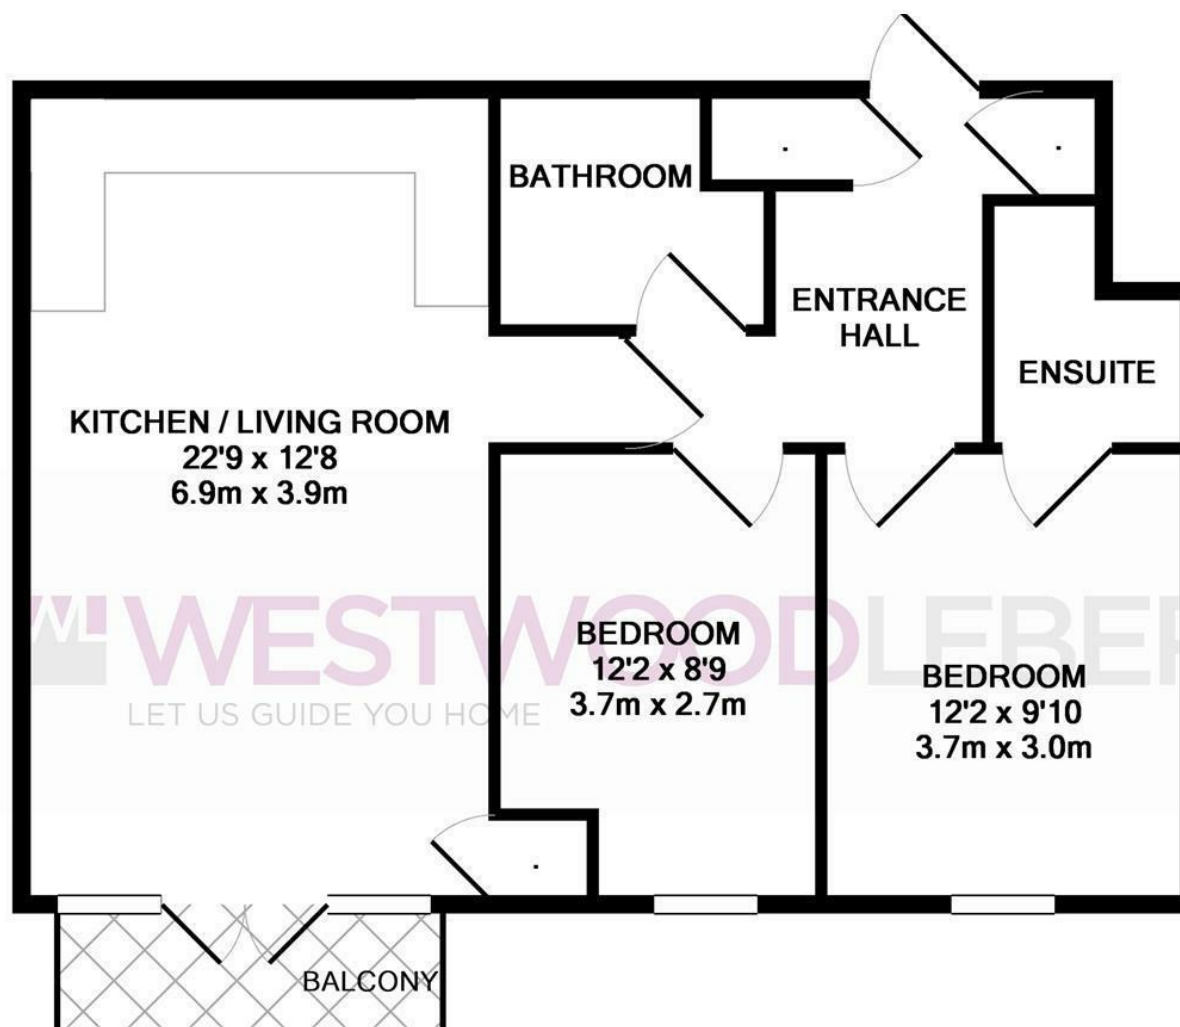 BATHROOM
ENTRANCE
HALL
ENSUITE
KITCHEN / LIVING ROOM
22'9 x 12'8
6.9m x 3.9m
WL WESTWOODLEBER
LET US GUIDE YOU HOME
BEDROOM
12'2 x 8'9
3.7m x 2.7m
BEDROOM
12'2 x 9'10
3.7m x 3.0m
BALCONY